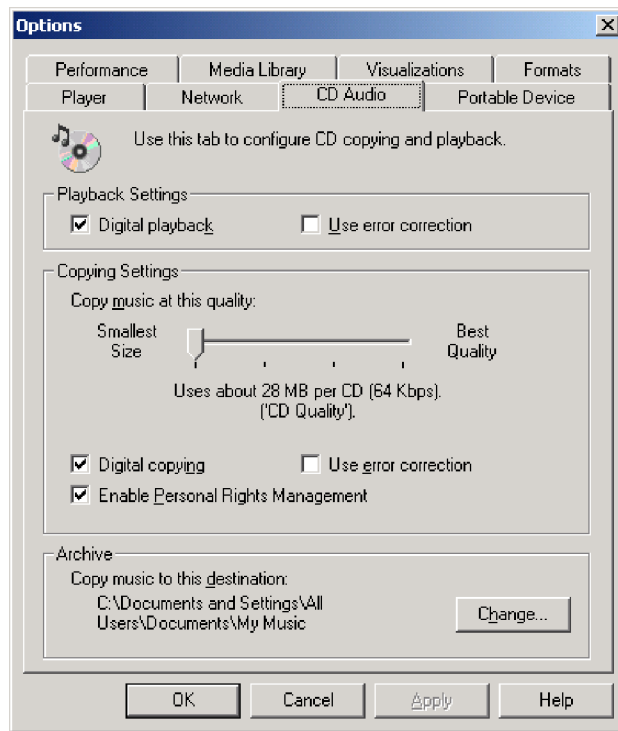 Options
Performance
Media Library
Visualizations
Formats
Player
Network
CD Audio
Portable Device
Use this tab to configure CD copying and playback.
Playback Settings
Digital playback
Use error correction
Copying Settings
Copy music at this quality:
Smallest
Size
Best
Quality
Uses about 28 MB per CD (64 Kbps).
('CD Quality').
Digital copying
Use error correction
Enable Personal Rights Management
Archive
Copy music to this destination:
C:\Documents and Settings\All
Users\Documents\My Music
Change...
OK
Cancel
Apply
Help